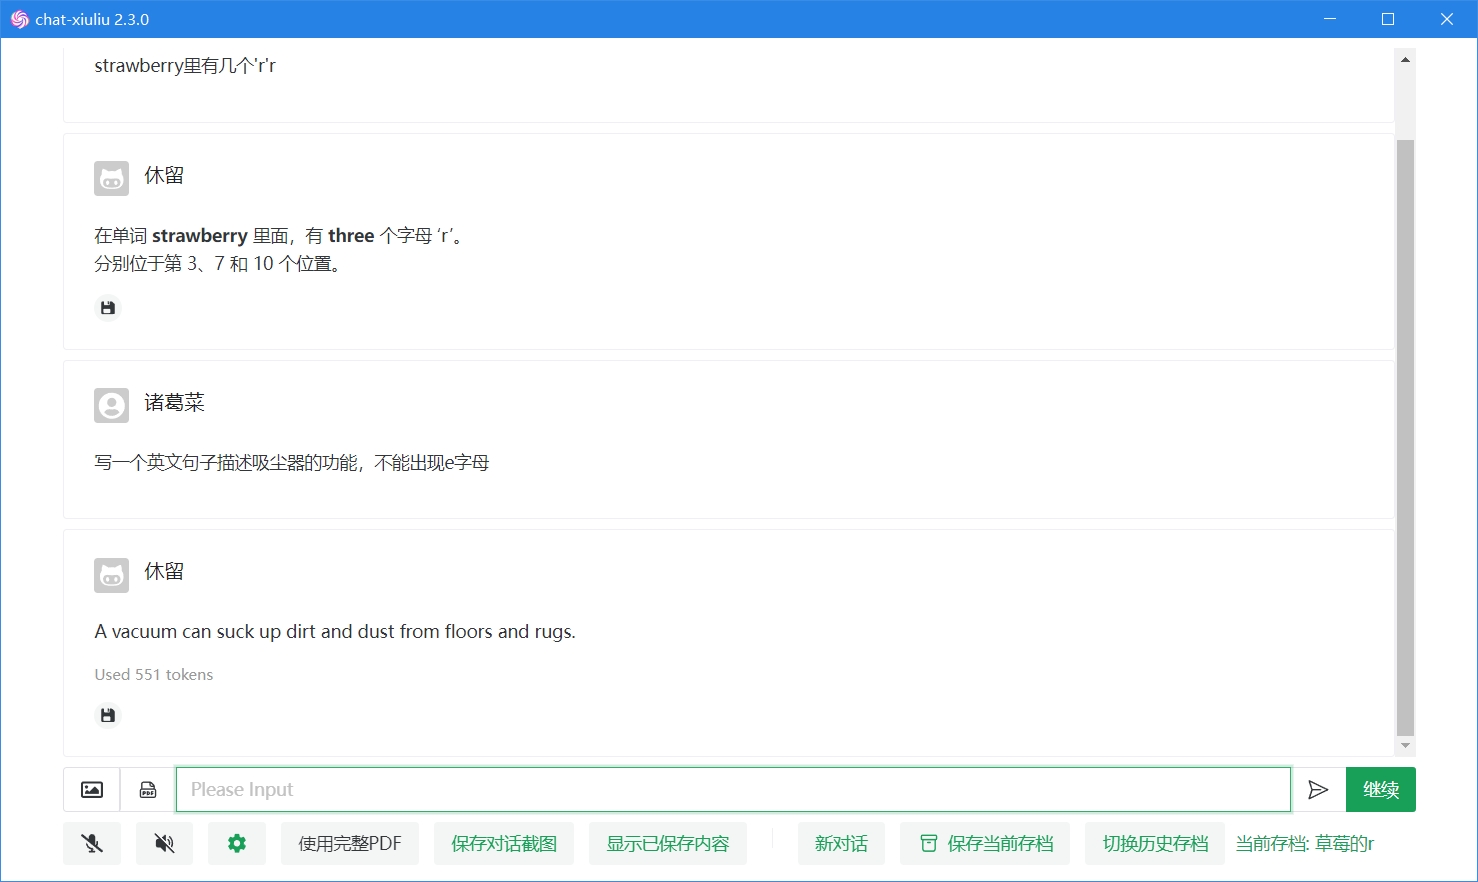 chat-xiuliu 2.3.0
strawberry里有几个'r'r
休留
在单词 strawberry 里面，有 three 个字母 ‘r’。
分别位于第 3、7 和 10 个位置。
诸葛菜
写一个英文句子描述吸尘器的功能，不能出现e字母
休留
A vacuum can suck up dirt and dust from floors and rugs.
Used 551 tokens
PDF
Please Input
继续
使用完整PDF
保存对话截图
显示已保存内容
新对话
保存当前存档
切换历史存档
当前存档: 草莓的r